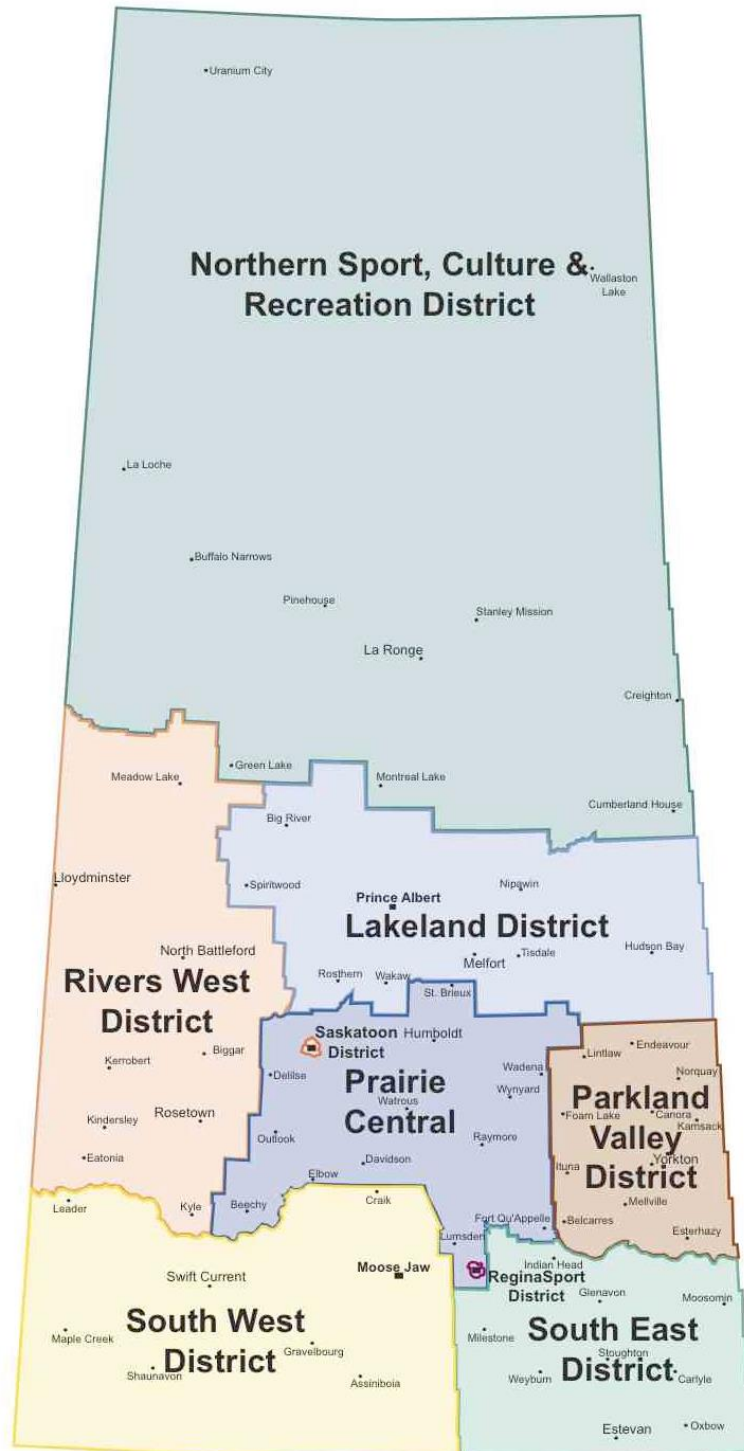 Uranium City
Northern Sport, Culture &
Recreation District
Wallaston
Lake
La Loche
Buffalo Narrows
Pinehouse
Stanley Mission
La Ronge
Creighton
Green Lake
Meadow Lake
Montreal Lake
Cumberland House
Big River
Lloydminster
Spiritwood
Nipawin
Prince Albert
Lakeland District
North Battleford
Melfort
Tisdale
Hudson Bay
Rivers West
District
Rosthern
Wakaw
St. Brieux
Saskatoon
District
Humboldt
Endeavour
Lintlaw
Biggar
Kerrobert
Delilse
Prairie
Central
Wadena
Norquay
Wynyard
Watrous
Parkland
Valley
District
Foam Lake
Canora
Kamsack
Kindersley
Rosetown
Outlook
Raymore
Eatonia
Davidson
Ituna
Yorkton
Elbow
Leader
Kyle
Beechy
Craik
Mellville
Fort Qu'Appelle
Belcarres
Lumsden
Esterhazy
Swift Current
Moose Jaw
Indian Head
ReginaSport
District
Glenavon
Moosomin
South West
District
Maple Creek
Gravelbourg
Shaunavon
Assiniboia
Milestone
South East
District
Stoughton
Weyburn
Carlyle
Estevan
Oxbow